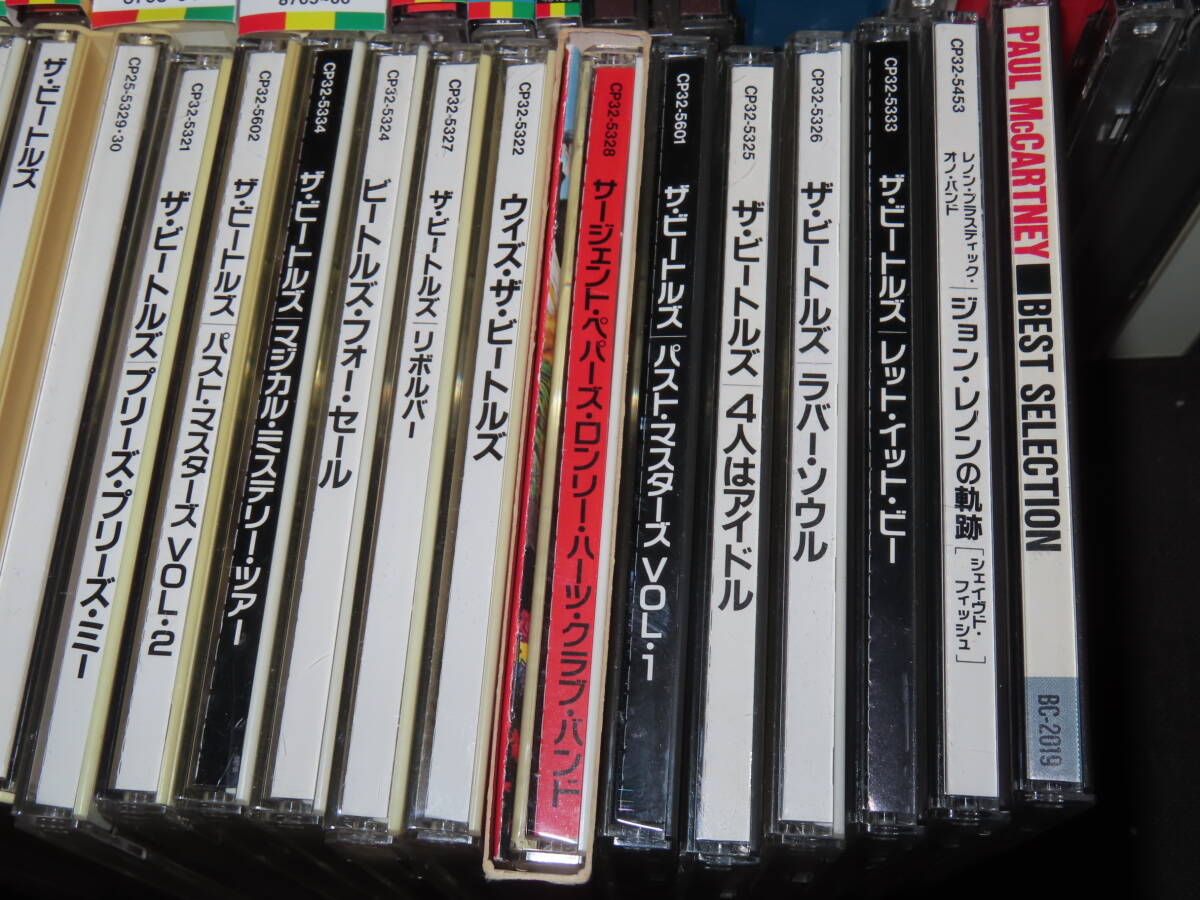 ザ・ビートルズ
CP25-5329・30
CP32-5321 ザ・ビートルズ プリーズ・プリーズ・ミー
CP32-5602 ザ・ビートルズ パスト・マスターズ VOL・2
CP32-5334 ザ・ビートルズ マジカル・ミステリー・ツアー
CP32-5324 ビートルズ・フォー・セール
CP32-5327 ザ・ビートルズ リボルバー
CP32-5322 ウィズ・ザ・ビートルズ
CP32-5328 サージェント・ペパーズ・ロンリー・ハーツ・クラブ・バンド
CP32-5601 ザ・ビートルズ パスト・マスターズ VOL・1
CP32-5325 ザ・ビートルズ 4人はアイドル
CP32-5326 ザ・ビートルズ ラバー・ソウル
CP32-5333 ザ・ビートルズ レット・イット・ビー
CP32-5453 レノン・プラスティック・オノ・バンド ジョン・レノンの軌跡 [シェイヴド・フィッシュ]
PAUL McCARTNEY BEST SELECTION BC-2019